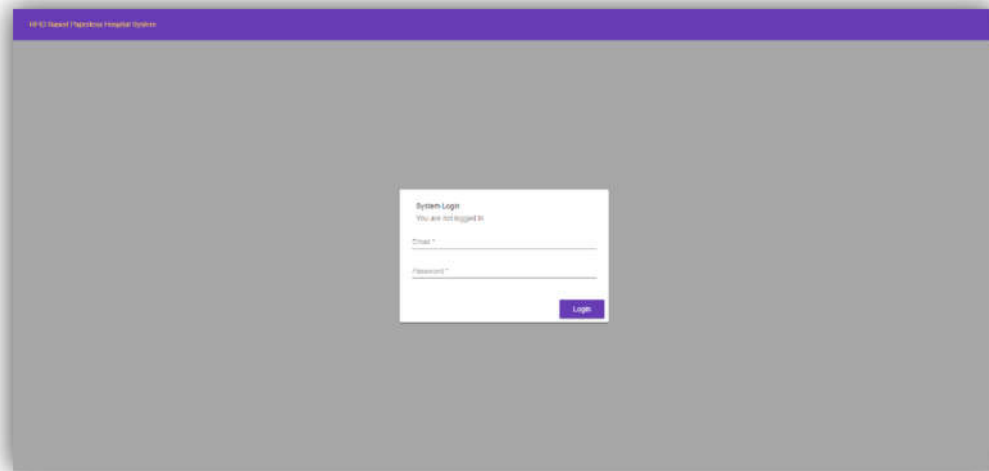 RFID Based Paperless Hospital System
System Login
You are not logged in
Email *
Password *
Login